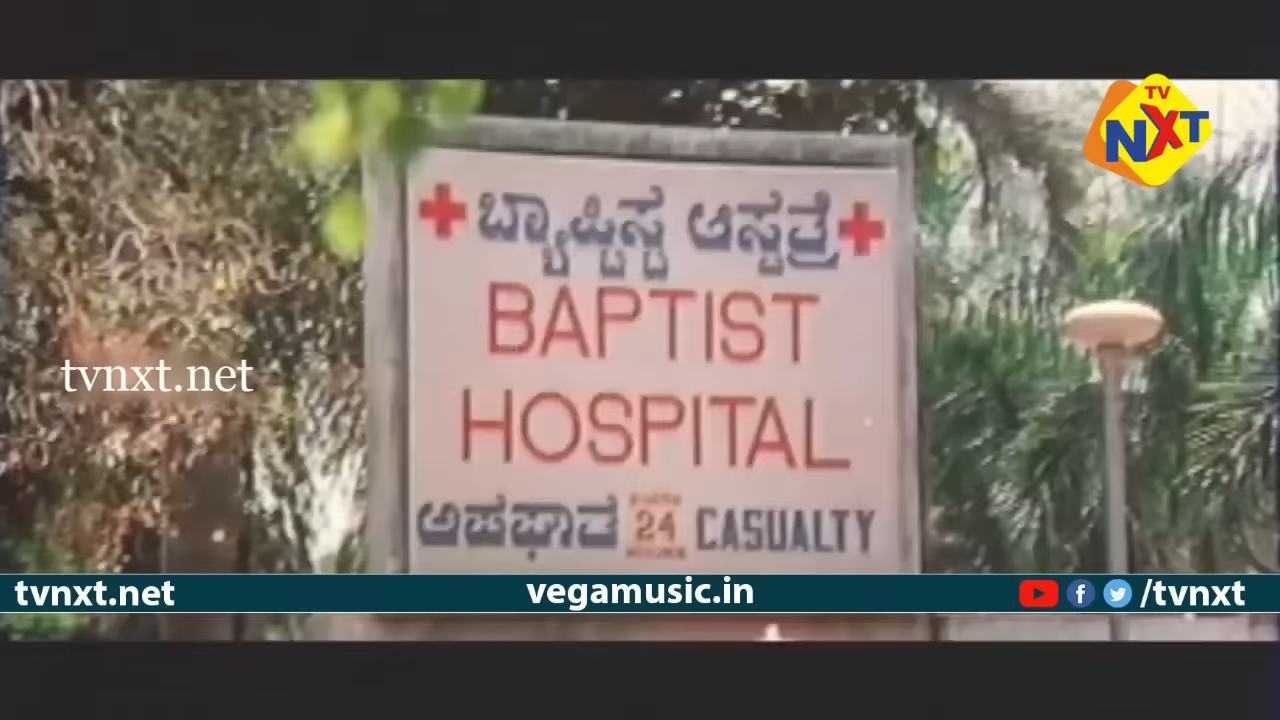 TV
NXT
ಬ್ಯಾಪ್ಟಿಸ್ಟ ಆಸ್ಪತ್ರೆ
BAPTIST
HOSPITAL
tvnxt.net
ಅಪಘಾತ 24 CASUALTY
tvnxt.net vegamusic.in /tvnxt